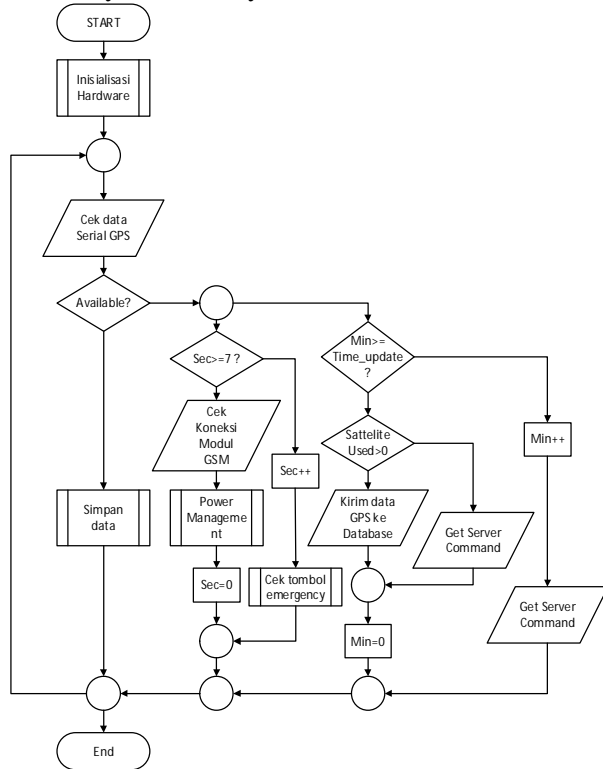 START
Inisialisasi
Hardware
Cek data
Serial GPS
Available?
Sec>=7 ?
Min>=
Time_update
?
Cek
Koneksi
Modul
GSM
Sattelite
Used>0
Min++
Sec++
Simpan
data
Power
Manageme
nt
Kirim data
GPS ke
Database
Get Server
Command
Sec=0
Cek tombol
emergency
Get Server
Command
Min=0
End